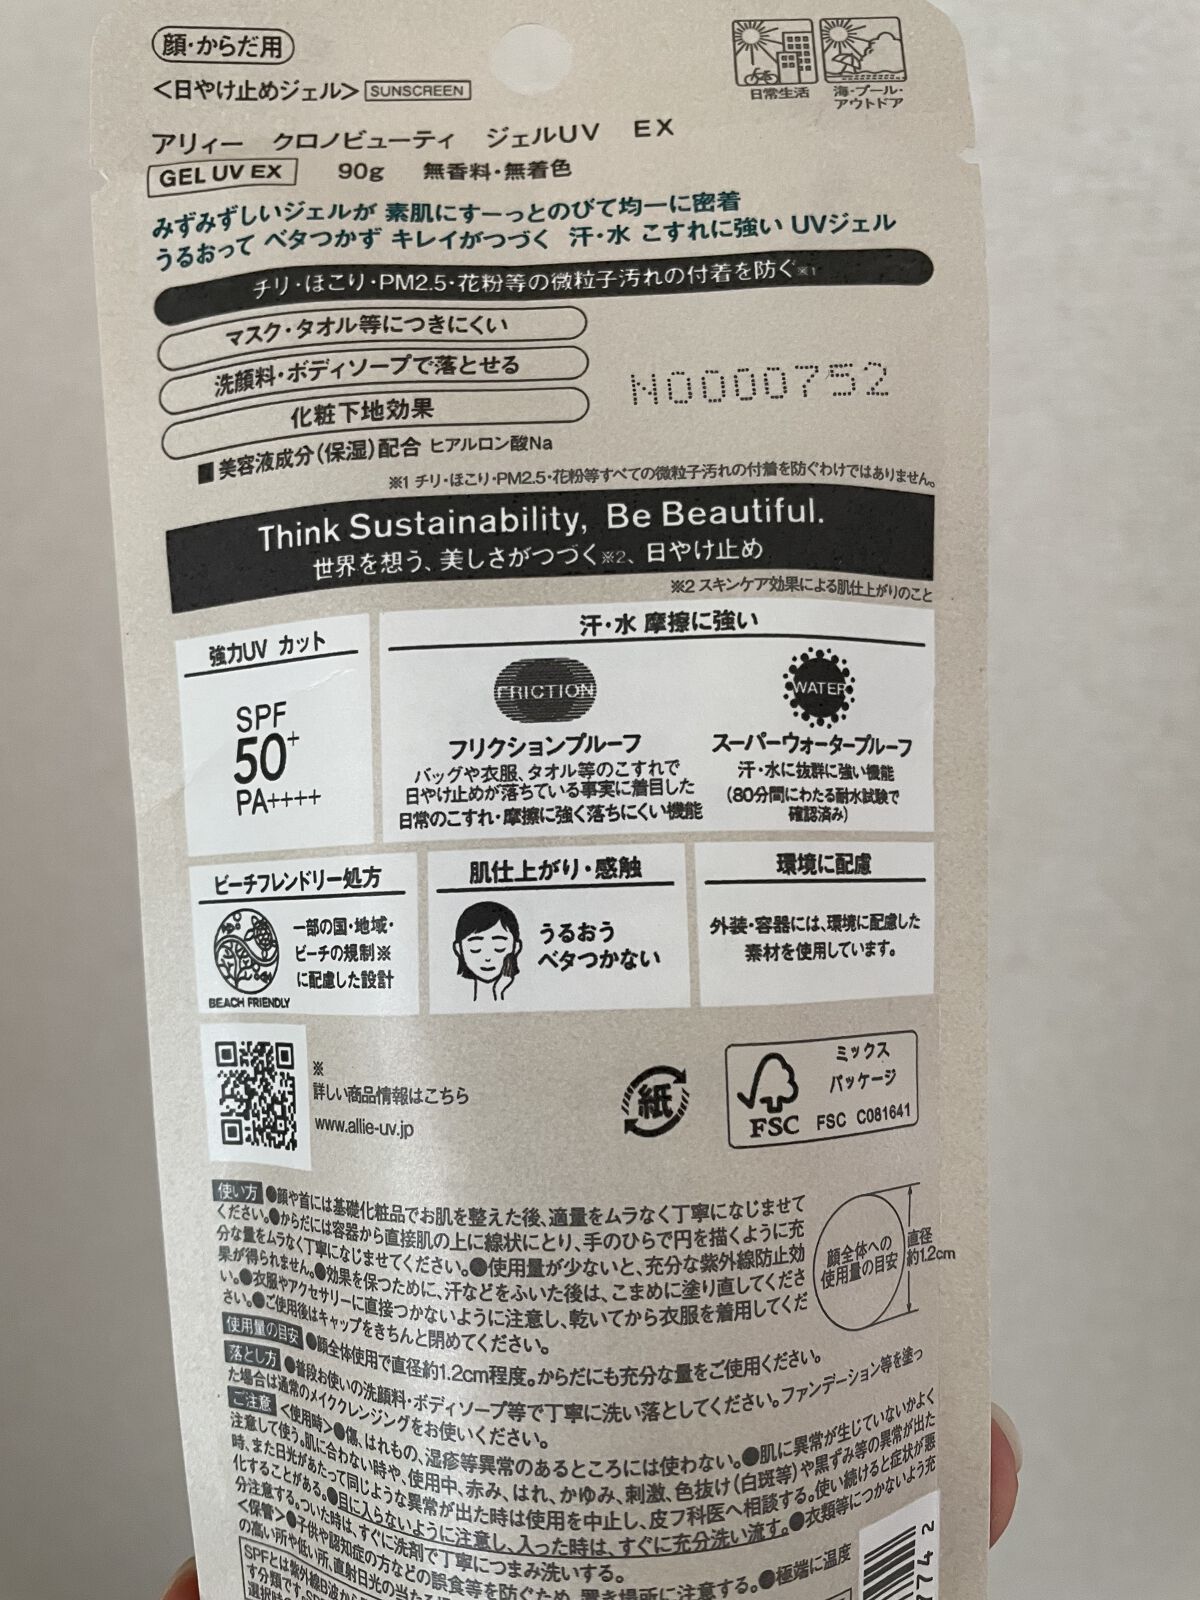 顔・からだ用
<日やけ止めジェル> SUNSCREEN
日常生活
海・プール・
アウトドア
アリィー クロノビューティ ジェルUV EX
GEL UV EX 90g 無香料・無着色
みずみずしいジェルが 素肌にすーっとのびて均一に密着
うるおって ベタつかず キレイがつづく 汗・水 こすれに強い UVジェル
チリ・ほこり・PM2.5・花粉等の微粒子汚れの付着を防ぐ※1
マスク・タオル等につきにくい
洗顔料・ボディソープで落とせる
化粧下地効果
N0000752
■美容液成分(保湿)配合 ヒアルロン酸Na
※1 チリ・ほこり・PM2.5・花粉等すべての微粒子汚れの付着を防ぐわけではありません。
Think Sustainability, Be Beautiful.
世界を想う、美しさがつづく※2、日やけ止め
※2 スキンケア効果による肌仕上がりのこと
強力UV カット
SPF
50+
PA++++
汗・水 摩擦に強い
FRICTION
フリクションプルーフ
バッグや衣服、タオル等のこすれで
日やけ止めが落ちている事実に着目した
日常のこすれ・摩擦に強く落ちにくい機能
WATER
スーパーウォータープルーフ
汗・水に抜群に強い機能
(80分間にわたる耐水試験で
確認済み)
ビーチフレンドリー処方
BEACH FRIENDLY
一部の国・地域・
ビーチの規制※
に配慮した設計
肌仕上がり・感触
うるおう
ベタつかない
環境に配慮
外装・容器には、環境に配慮した
素材を使用しています。
※
詳しい商品情報はこちら
www.allie-uv.jp
紙
FSC
ミックス
パッケージ
FSC C081641
使い方 ●顔や首には基礎化粧品でお肌を整えた後、適量をムラなく丁寧になじませて
ください。●からだには容器から直接肌の上に線状にとり、手のひらで円を描くように充
分な量をムラなく丁寧になじませてください。●使用量が少ないと、充分な紫外線防止効
果が得られません。●効果を保つために、汗などをふいた後は、こまめに塗り直してくださ
い。●衣服やアクセサリーに直接つかないように注意し、乾いてから衣服を着用してくだ
さい。●ご使用後はキャップをきちんと閉めてください。
顔全体への
使用量の目安
直径
約1.2cm
使用量の目安 ●顔全体使用で直径約1.2cm程度。からだにも充分な量をご使用ください。
落とし方 ●普段お使いの洗顔料・ボディソープ等で丁寧に洗い落としてください。ファンデーション等を塗っ
た場合は通常のメイククレンジングをお使いください。
ご注意 <使用時>●傷、はれもの、湿疹等異常のあるところには使わない。●肌に異常が生じていないかよく
注意して使う。肌に合わない時や、使用中、赤み、はれ、かゆみ、刺激、色抜け(白斑等)や黒ずみ等の異常が出た
時、また日光があたって同じような異常が出た時は使用を中止し、皮フ科医へ相談する。使い続けると症状が悪
化することがある。●目に入らないように注意し、入った時は、すぐに充分洗い流す。●衣類等につかないよう充
分注意する。ついた時は、すぐに洗剤で丁寧につまみ洗いする。
<保管>●子供や認知症の方などの誤食等を防ぐため、置き場所に注意する。●極端に温度
の高い所や低い所、直射日光の当たる
SPFとは紫外線B波から
す分類です。
選択時の
7742